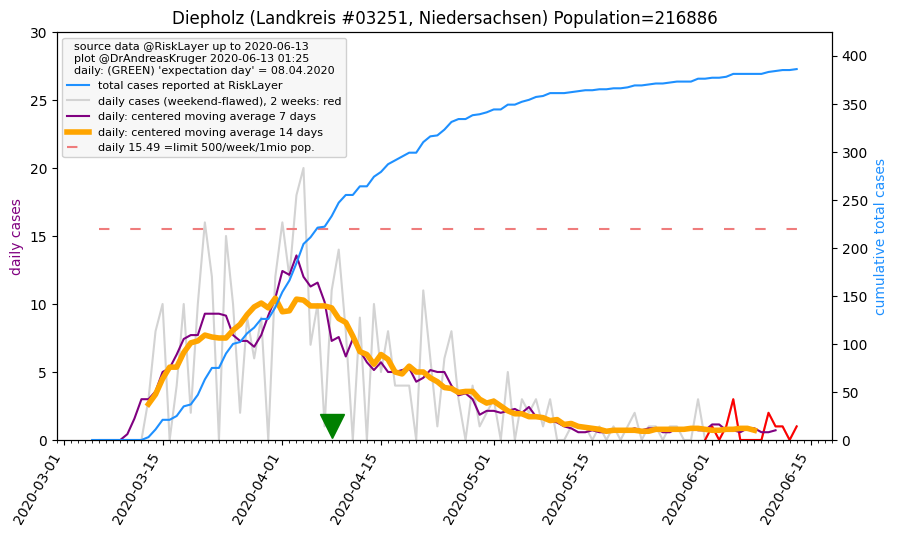 Diepholz (Landkreis #03251, Niedersachsen) Population=216886
source data @RiskLayer up to 2020-06-13
plot @DrAndreasKruger 2020-06-13 01:25
daily: (GREEN) 'expectation day' = 08.04.2020
total cases reported at RiskLayer
daily cases (weekend-flawed), 2 weeks: red
daily: centered moving average 7 days
daily: centered moving average 14 days
daily 15.49 =limit 500/week/1mio pop.
daily cases
30
25
20
15
10
5
0
cumulative total cases
400
350
300
250
200
150
100
50
0
2020-03-01
2020-03-15
2020-04-01
2020-04-15
2020-05-01
2020-05-15
2020-06-01
2020-06-15